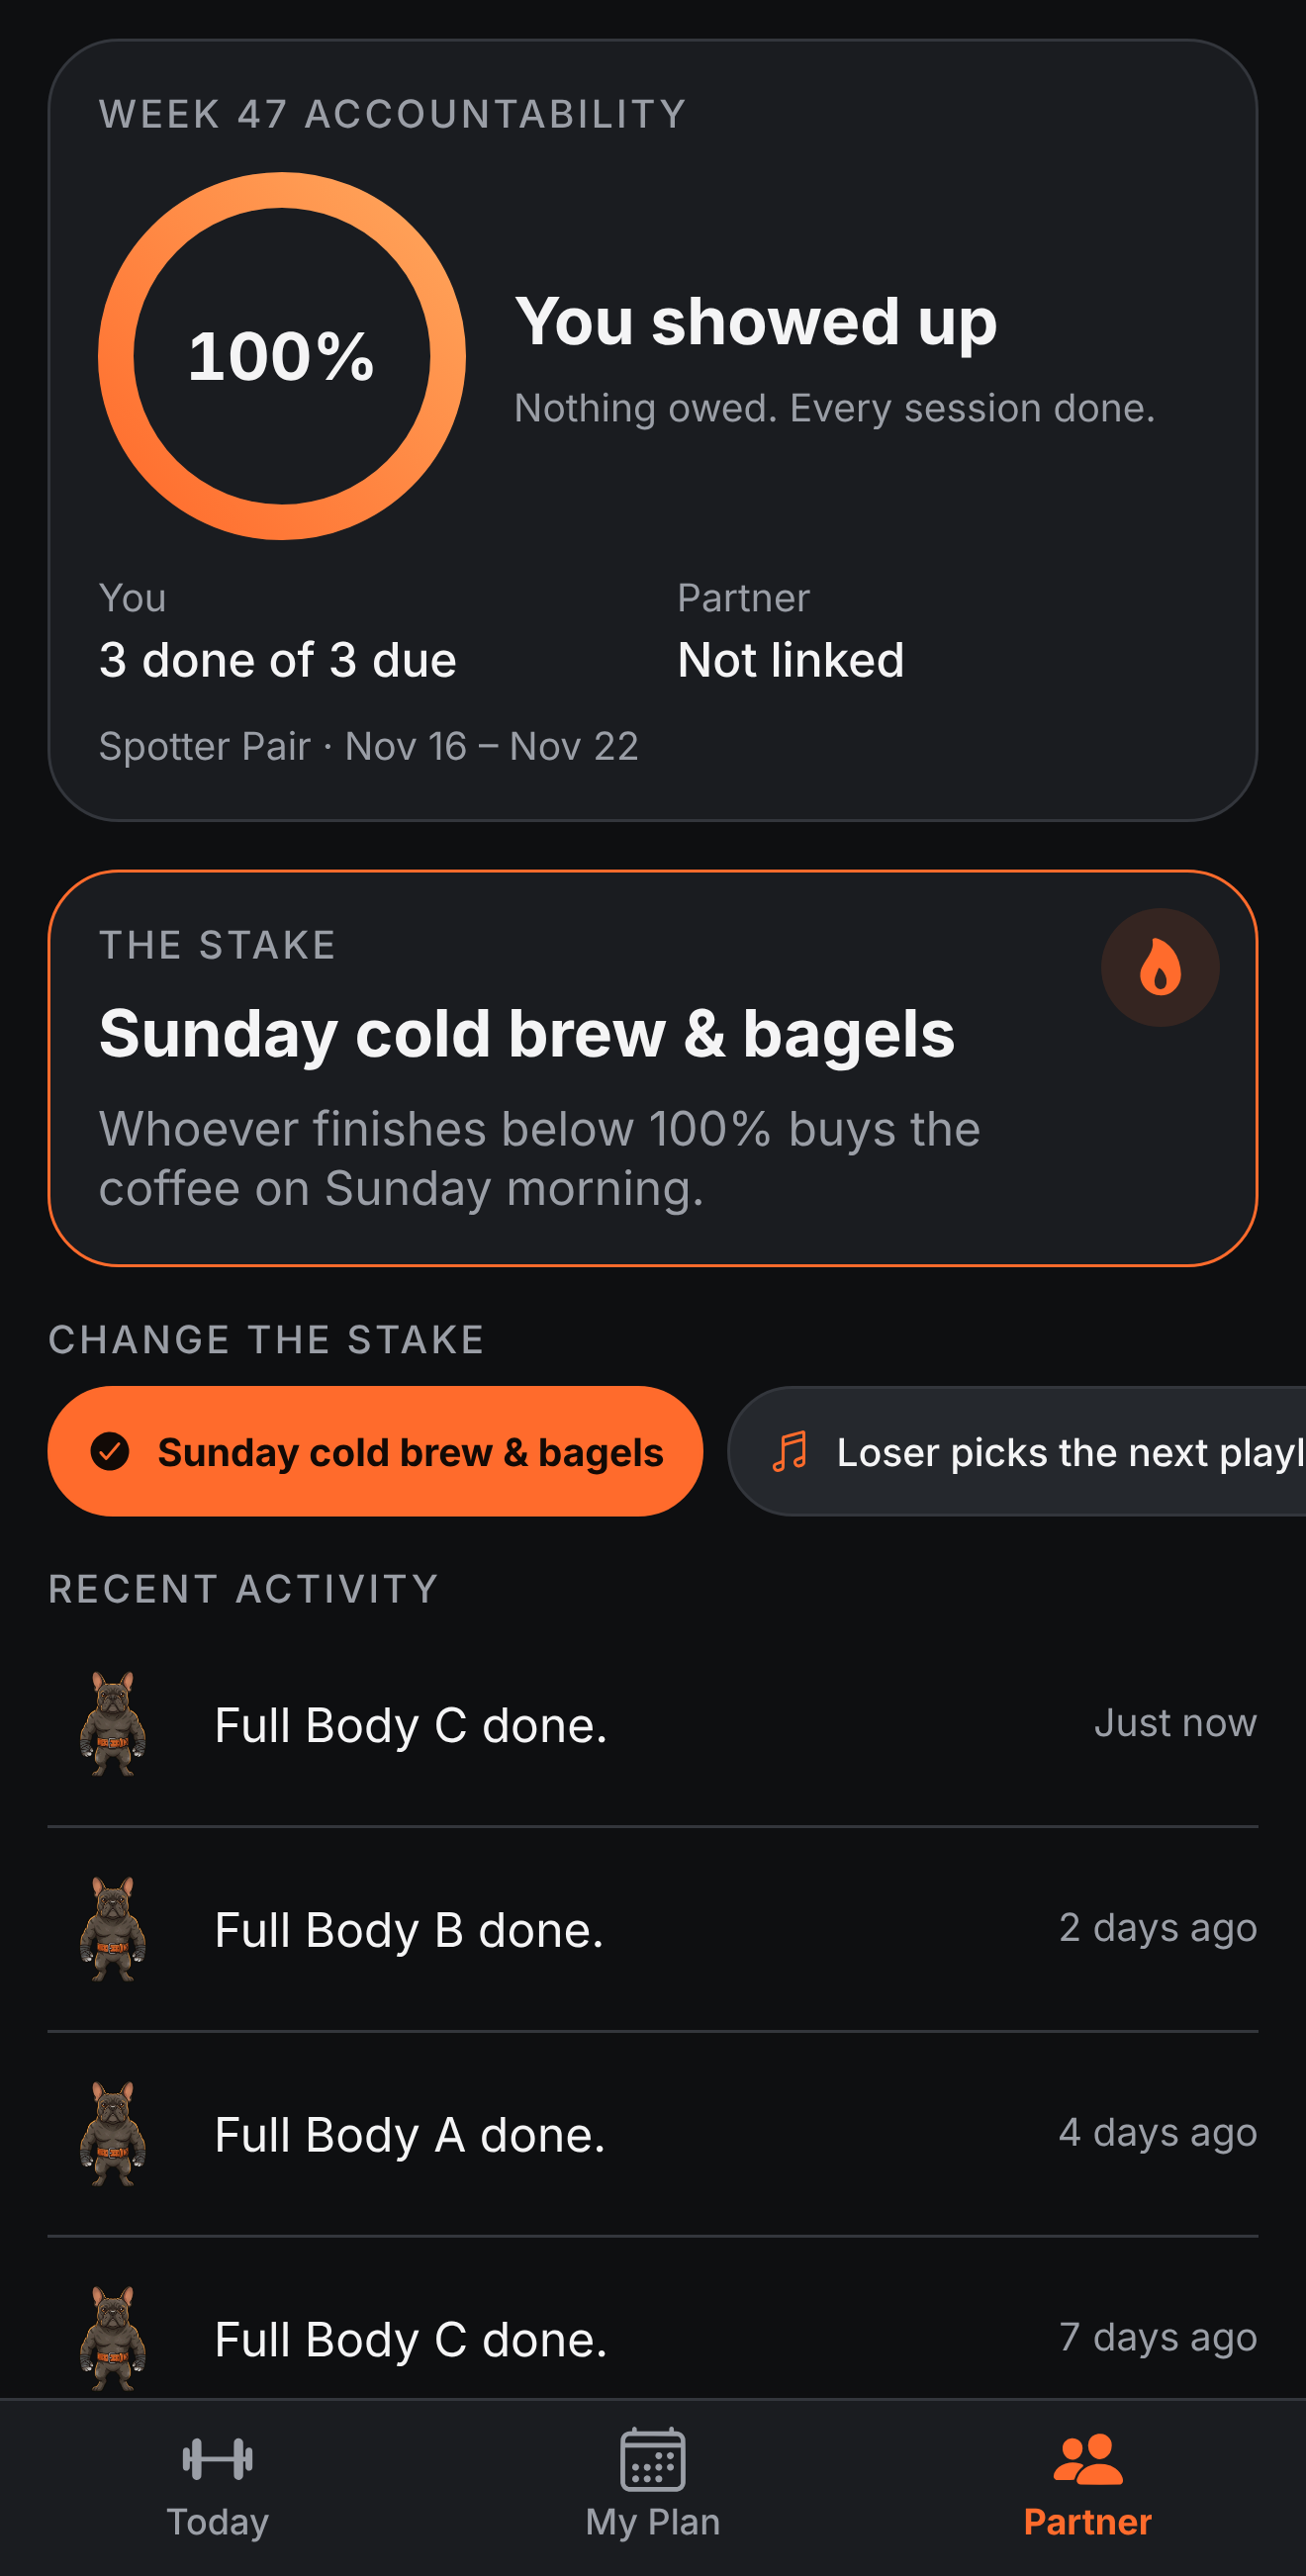 WEEK 47 ACCOUNTABILITY
100%
You showed up
Nothing owed. Every session done.
You
3 done of 3 due
Partner
Not linked
Spotter Pair · Nov 16 – Nov 22
THE STAKE
Sunday cold brew & bagels
Whoever finishes below 100% buys the
coffee on Sunday morning.
CHANGE THE STAKE
Sunday cold brew & bagels
Loser picks the next playl
RECENT ACTIVITY
Full Body C done.
Just now
Full Body B done.
2 days ago
Full Body A done.
4 days ago
Full Body C done.
7 days ago
Today
My Plan
Partner